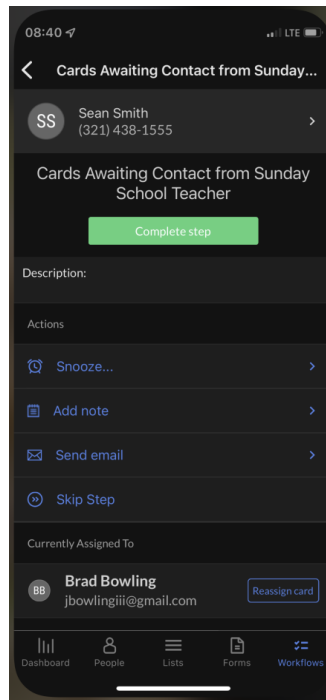 08:40
LTE
Cards Awaiting Contact from Sunday...
SS
Sean Smith
(321) 438-1555
Cards Awaiting Contact from Sunday
School Teacher
Complete step
Description:
Actions
Snooze...
Add note
Send email
Skip Step
Currently Assigned To
BB
Brad Bowling
jbowlingiii@gmail.com
Reassign card
Dashboard
People
Lists
Forms
Workflows